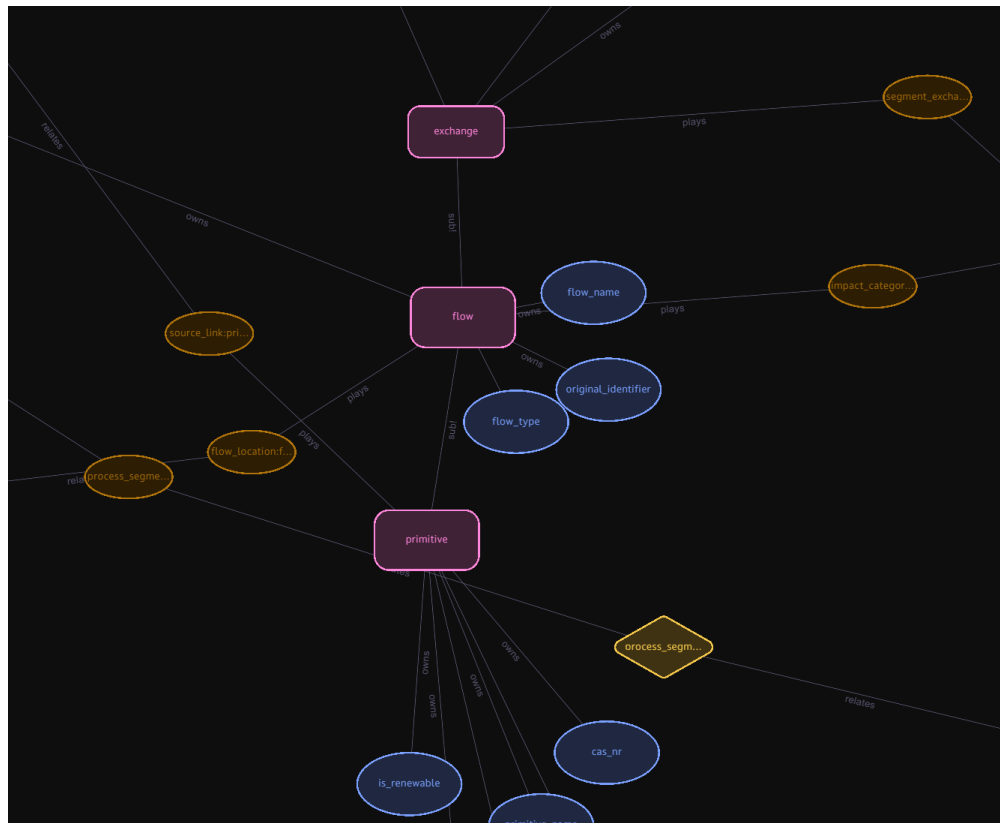 owns
segment_excha...
plays
exchange
relates
owns
sub!
impact_categor...
flow_name
plays
owns
flow
source_link:pri...
owns
original_identifier
plays
flow_type
sub!
plays
flow_location:f...
process_segme...
primitive
orocess_segm...
owns
owns
owns
owns
relates
cas_nr
is_renewable